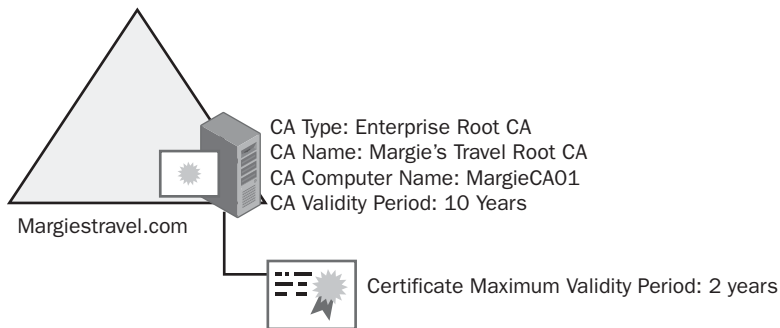 CA Type: Enterprise Root CA
CA Name: Margie's Travel Root CA
CA Computer Name: MargieCA01
CA Validity Period: 10 Years
Margiestravel.com
Certificate Maximum Validity Period: 2 years